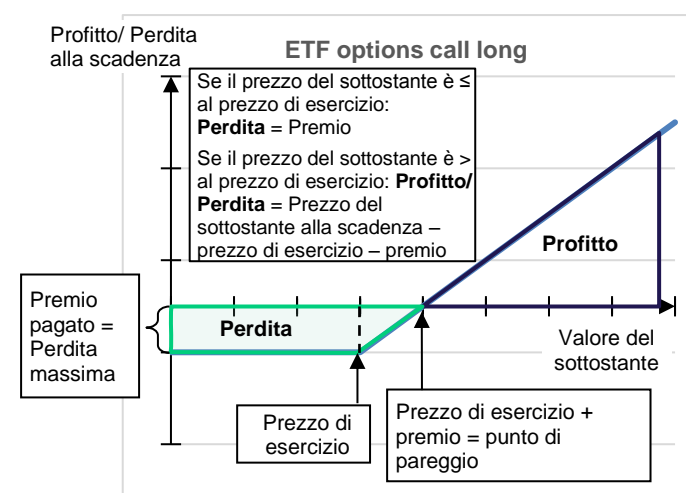 Profitto/ Perdita
alla scadenza
ETF options call long
Se il prezzo del sottostante è ≤
al prezzo di esercizio:
Perdita = Premio
Se il prezzo del sottostante è >
al prezzo di esercizio: Profitto/
Perdita = Prezzo del
sottostante alla scadenza –
prezzo di esercizio – premio
Profitto
Premio
pagato =
Perdita
massima
Perdita
Valore del
sottostante
Prezzo di
esercizio
Prezzo di esercizio +
premio = punto di
pareggio